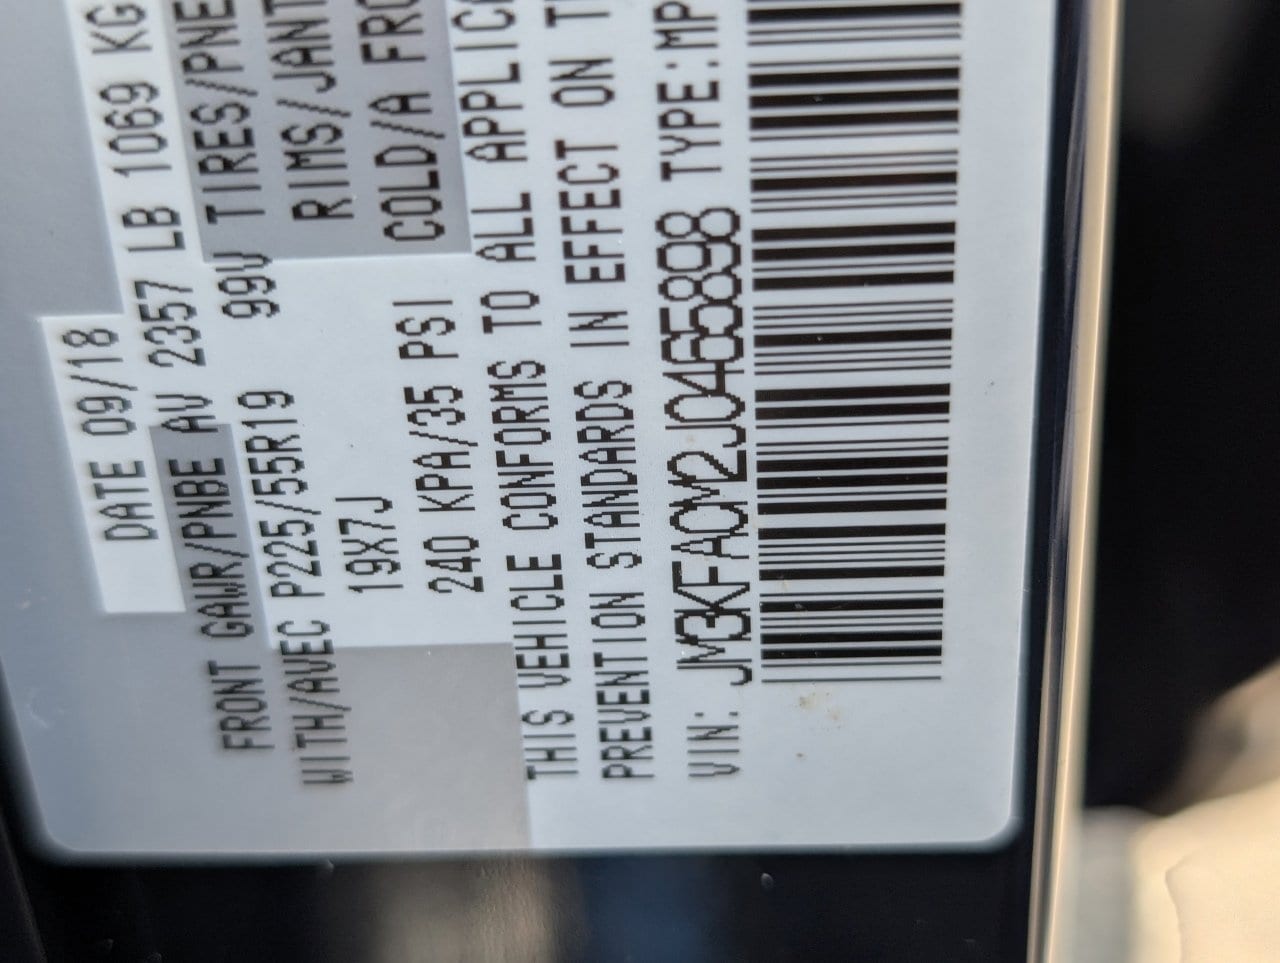 DATE 09/18
FRONT GAWR/PNBE AV 2357 LB 1069 KG
WITH/AVEC P225/55R19 99V TIRES/PNE
19X7J RIMS/JANT
240 KPA/35 PSI COLD/A FRO
THIS VEHICLE CONFORMS TO ALL APPLICA
PREVENTION STANDARDS IN EFFECT ON T
VIN: JM3KFACM2J0465898 TYPE:MP